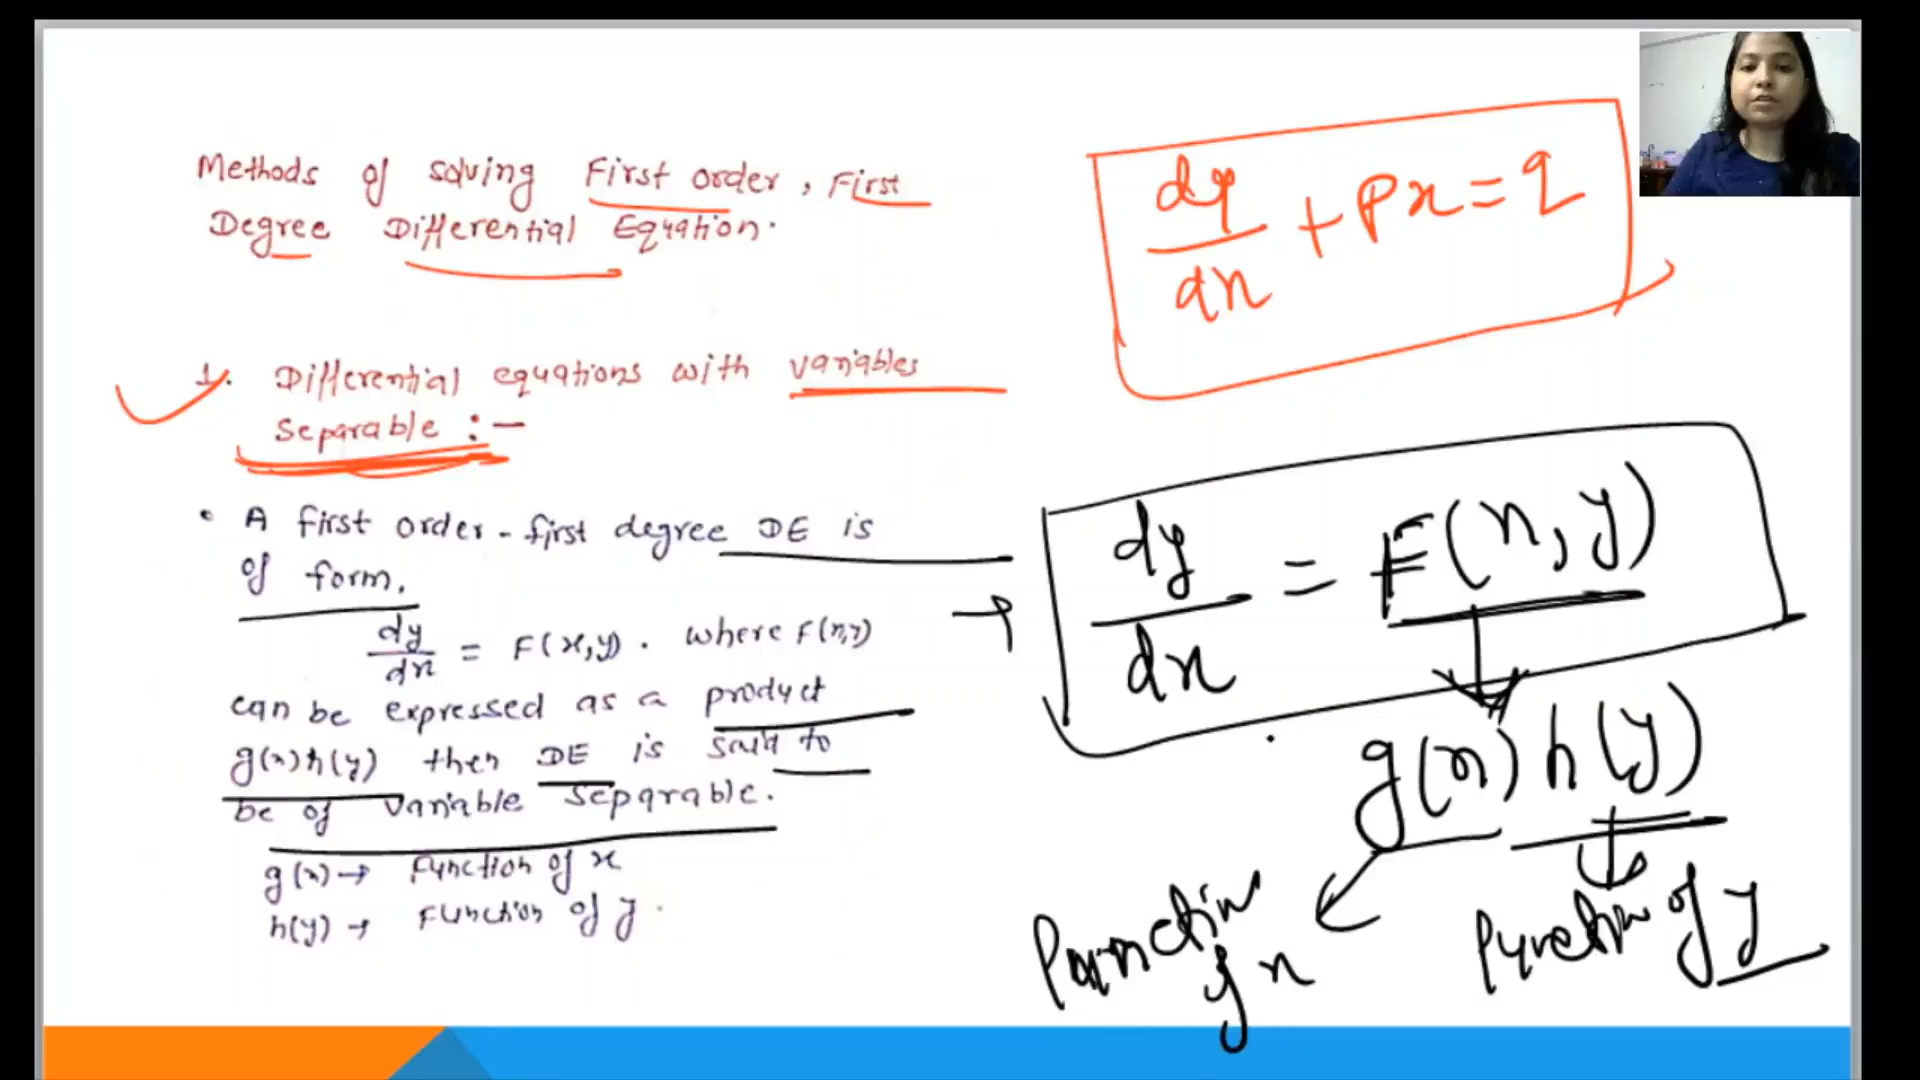 Methods of solving First order, First
Degree Differential Equation.
1. Differential equations with variables
Separable :-
• A first order-first degree DE is
of form,
dy/dx = F(x,y). where F(x,y)
can be expressed as a product
g(x)h(y) then DE is said to
be of variable separable.
g(x) → Function of x
h(y) → Function of y.
dy/dx + Px = q
dy/dx = F(x,y)
g(x) h(y)
of x
of y